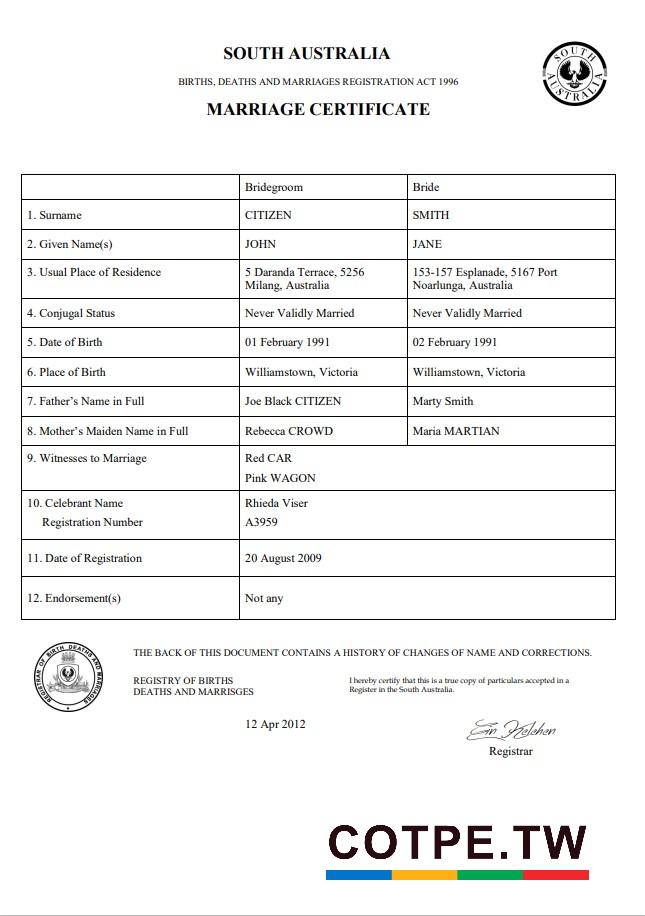 SOUTH AUSTRALIA
BIRTHS, DEATHS AND MARRIAGES REGISTRATION ACT 1996
MARRIAGE CERTIFICATE
SOUTH AUSTRALIA
Bridegroom Bride
1. Surname CITIZEN SMITH
2. Given Name(s) JOHN JANE
3. Usual Place of Residence 5 Daranda Terrace, 5256 153-157 Esplanade, 5167 Port
Milang, Australia Noarlunga, Australia
4. Conjugal Status Never Validly Married Never Validly Married
5. Date of Birth 01 February 1991 02 February 1991
6. Place of Birth Williamstown, Victoria Williamstown, Victoria
7. Father's Name in Full Joe Black CITIZEN Marty Smith
8. Mother's Maiden Name in Full Rebecca CROWD Maria MARTIAN
9. Witnesses to Marriage Red CAR
Pink WAGON
10. Celebrant Name Rhieda Viser
Registration Number A3959
11. Date of Registration 20 August 2009
12. Endorsement(s) Not any
REGISTRAR OF BIRTH DEATHS AND MARRIAGES
THE BACK OF THIS DOCUMENT CONTAINS A HISTORY OF CHANGES OF NAME AND CORRECTIONS.
REGISTRY OF BIRTHS I hereby certify that this is a true copy of particulars accepted in a
DEATHS AND MARRISGES Register in the South Australia.
12 Apr 2012
Registrar
COTPE.TW